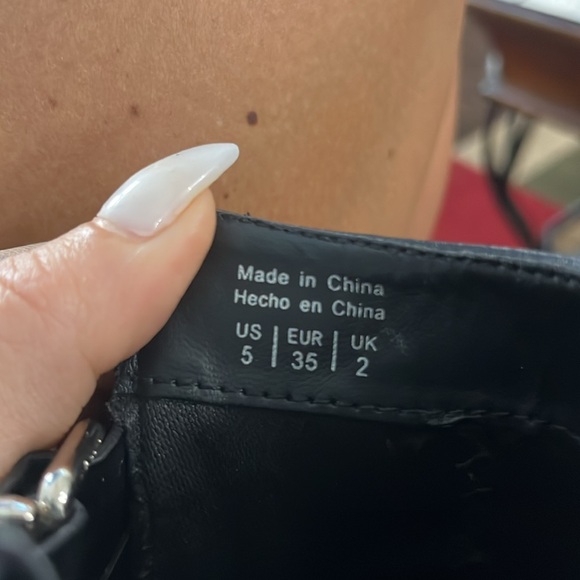 Made in China
Hecho en China
US | EUR | UK
5 | 35 | 2